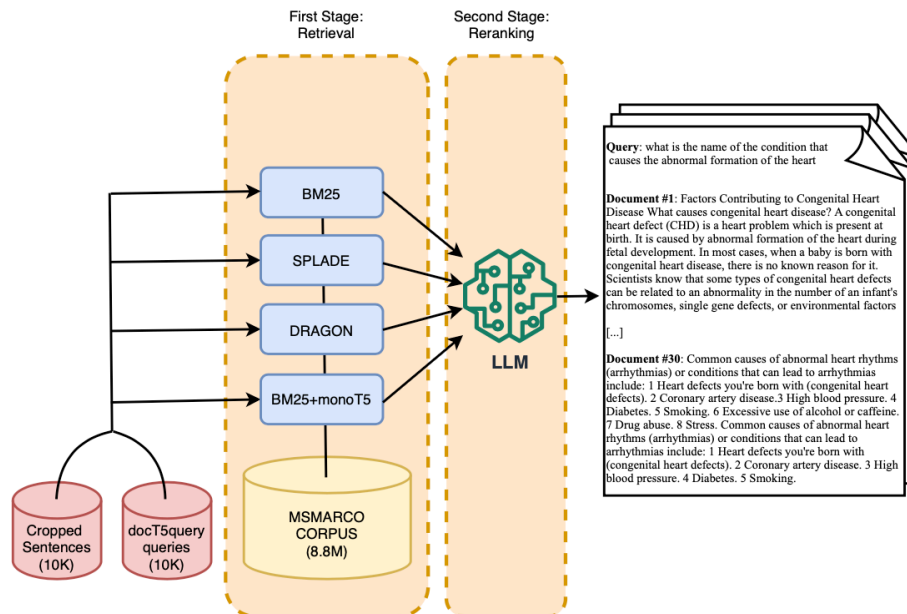 First Stage:
Retrieval
Second Stage:
Reranking
BM25
SPLADE
DRAGON
BM25+monoT5
MSMARCO
CORPUS
(8.8M)
Cropped
Sentences
(10K)
docT5query
queries
(10K)
LLM
Query: what is the name of the condition that
causes the abnormal formation of the heart
Document #1: Factors Contributing to Congenital Heart
Disease What causes congenital heart disease? A congenital
heart defect (CHD) is a heart problem which is present at
birth. It is caused by abnormal formation of the heart during
fetal development. In most cases, when a baby is born with
congenital heart disease, there is no known reason for it.
Scientists know that some types of congenital heart defects
can be related to an abnormality in the number of an infant's
chromosomes, single gene defects, or environmental factors
[...]
Document #30: Common causes of abnormal heart rhythms
(arrhythmias) or conditions that can lead to arrhythmias
include: 1 Heart defects you're born with (congenital heart
defects). 2 Coronary artery disease.3 High blood pressure. 4
Diabetes. 5 Smoking. 6 Excessive use of alcohol or caffeine.
7 Drug abuse. 8 Stress. Common causes of abnormal heart
rhythms (arrhythmias) or conditions that can lead to
arrhythmias include: 1 Heart defects you're born with
(congenital heart defects). 2 Coronary artery disease. 3 High
blood pressure. 4 Diabetes. 5 Smoking.